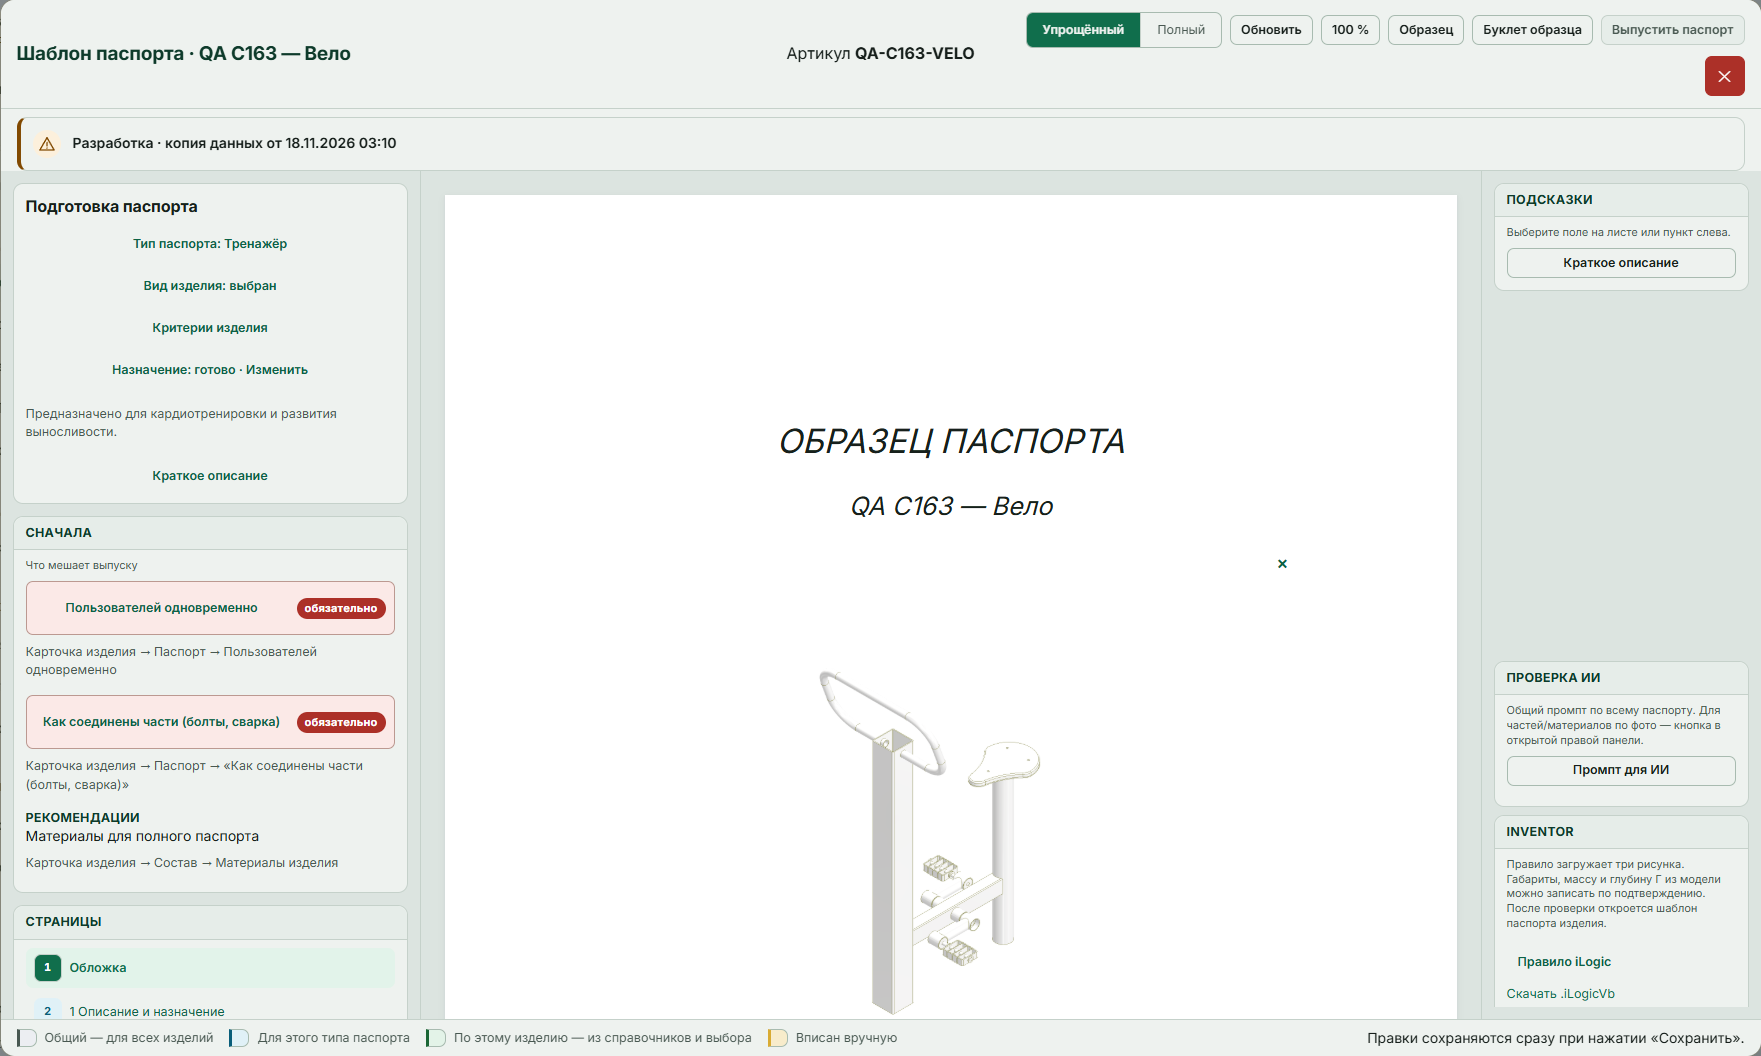 Шаблон паспорта · QA C163 — Вело
Артикул QA-C163-VELO
Упрощённый
Полный
Обновить
100 %
Образец
Буклет образца
Выпустить паспорт
Разработка · копия данных от 18.11.2026 03:10
Подготовка паспорта
Тип паспорта: Тренажёр
Вид изделия: выбран
Критерии изделия
Назначение: готово · Изменить
Предназначено для кардиотренировки и развития
выносливости.
Краткое описание
СНАЧАЛА
Что мешает выпуску
Пользователей одновременно
обязательно
Карточка изделия → Паспорт → Пользователей
одновременно
Как соединены части (болты, сварка)
обязательно
Карточка изделия → Паспорт → «Как соединены части
(болты, сварка)»
РЕКОМЕНДАЦИИ
Материалы для полного паспорта
Карточка изделия → Состав → Материалы изделия
СТРАНИЦЫ
1 Обложка
2 1 Описание и назначение
ОБРАЗЕЦ ПАСПОРТА
QA C163 — Вело
ПОДСКАЗКИ
Выберите поле на листе или пункт слева.
Краткое описание
ПРОВЕРКА ИИ
Общий промпт по всему паспорту. Для
частей/материалов по фото — кнопка в
открытой правой панели.
Промпт для ИИ
INVENTOR
Правило загружает три рисунка.
Габариты, массу и глубину Г из модели
можно записать по подтверждению.
После проверки откроется шаблон
паспорта изделия.
Правило iLogic
Скачать .iLogicVb
Общий — для всех изделий
Для этого типа паспорта
По этому изделию — из справочников и выбора
Вписан вручную
Правки сохраняются сразу при нажатии «Сохранить».